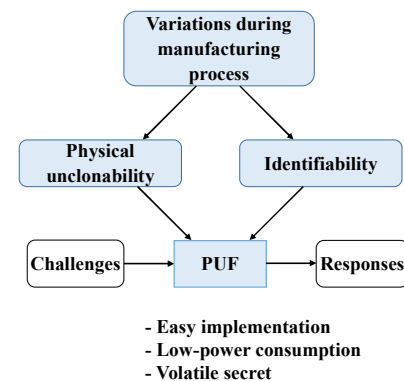 Variations during
manufacturing
process
Physical
unclonability
Identifiability
Challenges
PUF
Responses
- Easy implementation
- Low-power consumption
- Volatile secret